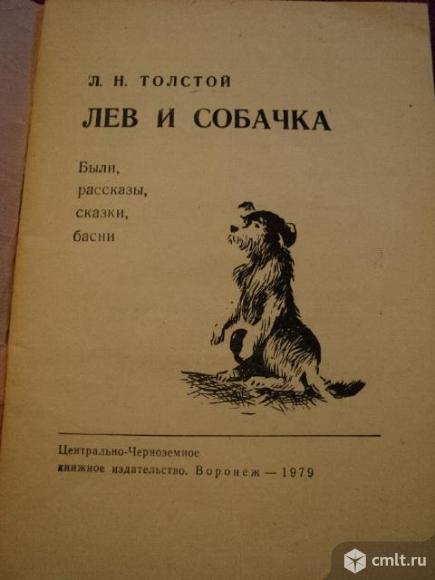 Л. Н. ТОЛСТОЙ
ЛЕВ И СОБАЧКА
Были,
рассказы,
сказки,
басни
Центрально-Черноземное
книжное издательство. Воронеж — 1979
cmlt.ru